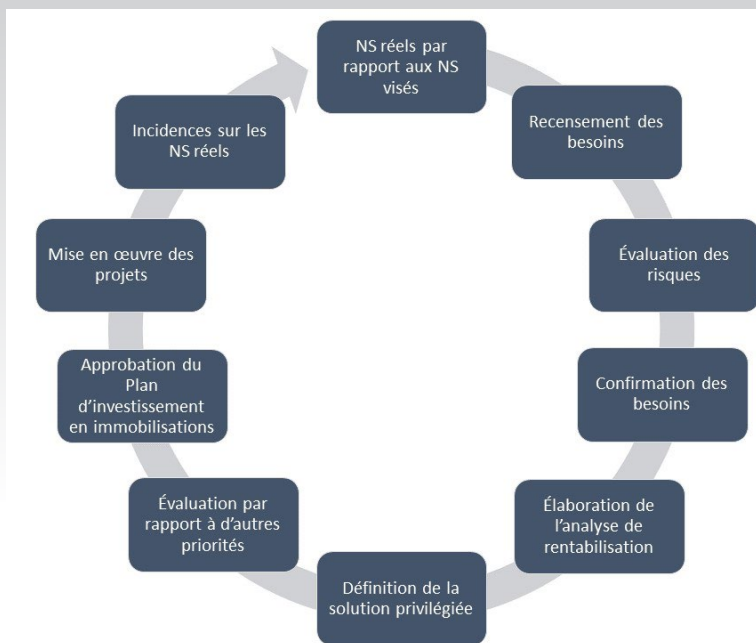 NS réels par
rapport aux NS
visés
Recensement des
besoins
Évaluation des
risques
Confirmation des
besoins
Élaboration de
l'analyse de
rentabilisation
Définition de la
solution privilégiée
Évaluation par
rapport à d'autres
priorités
Approbation du
Plan
d'investissement
en immobilisations
Mise en œuvre des
projets
Incidences sur les
NS réels